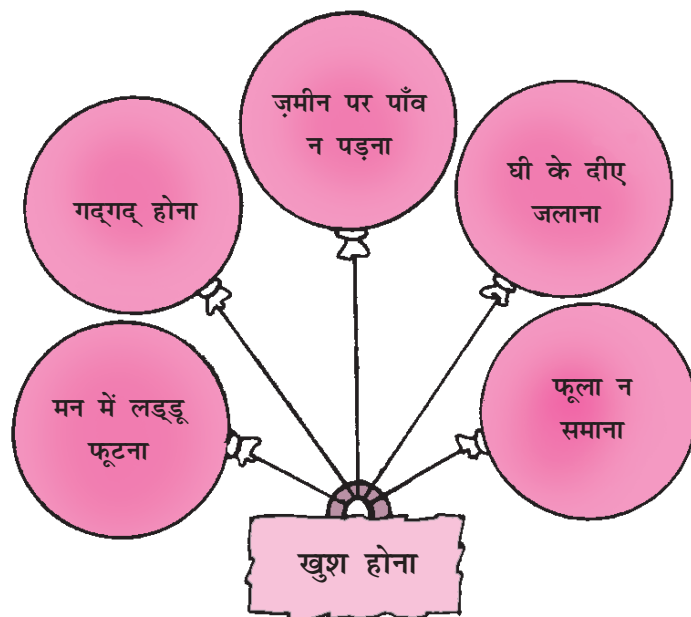 ज़मीन पर पाँव
न पड़ना
घी के दीए
जलाना
गद्‌गद् होना
मन में लड्‌डू
फूटना
फूला न
समाना
खुश होना